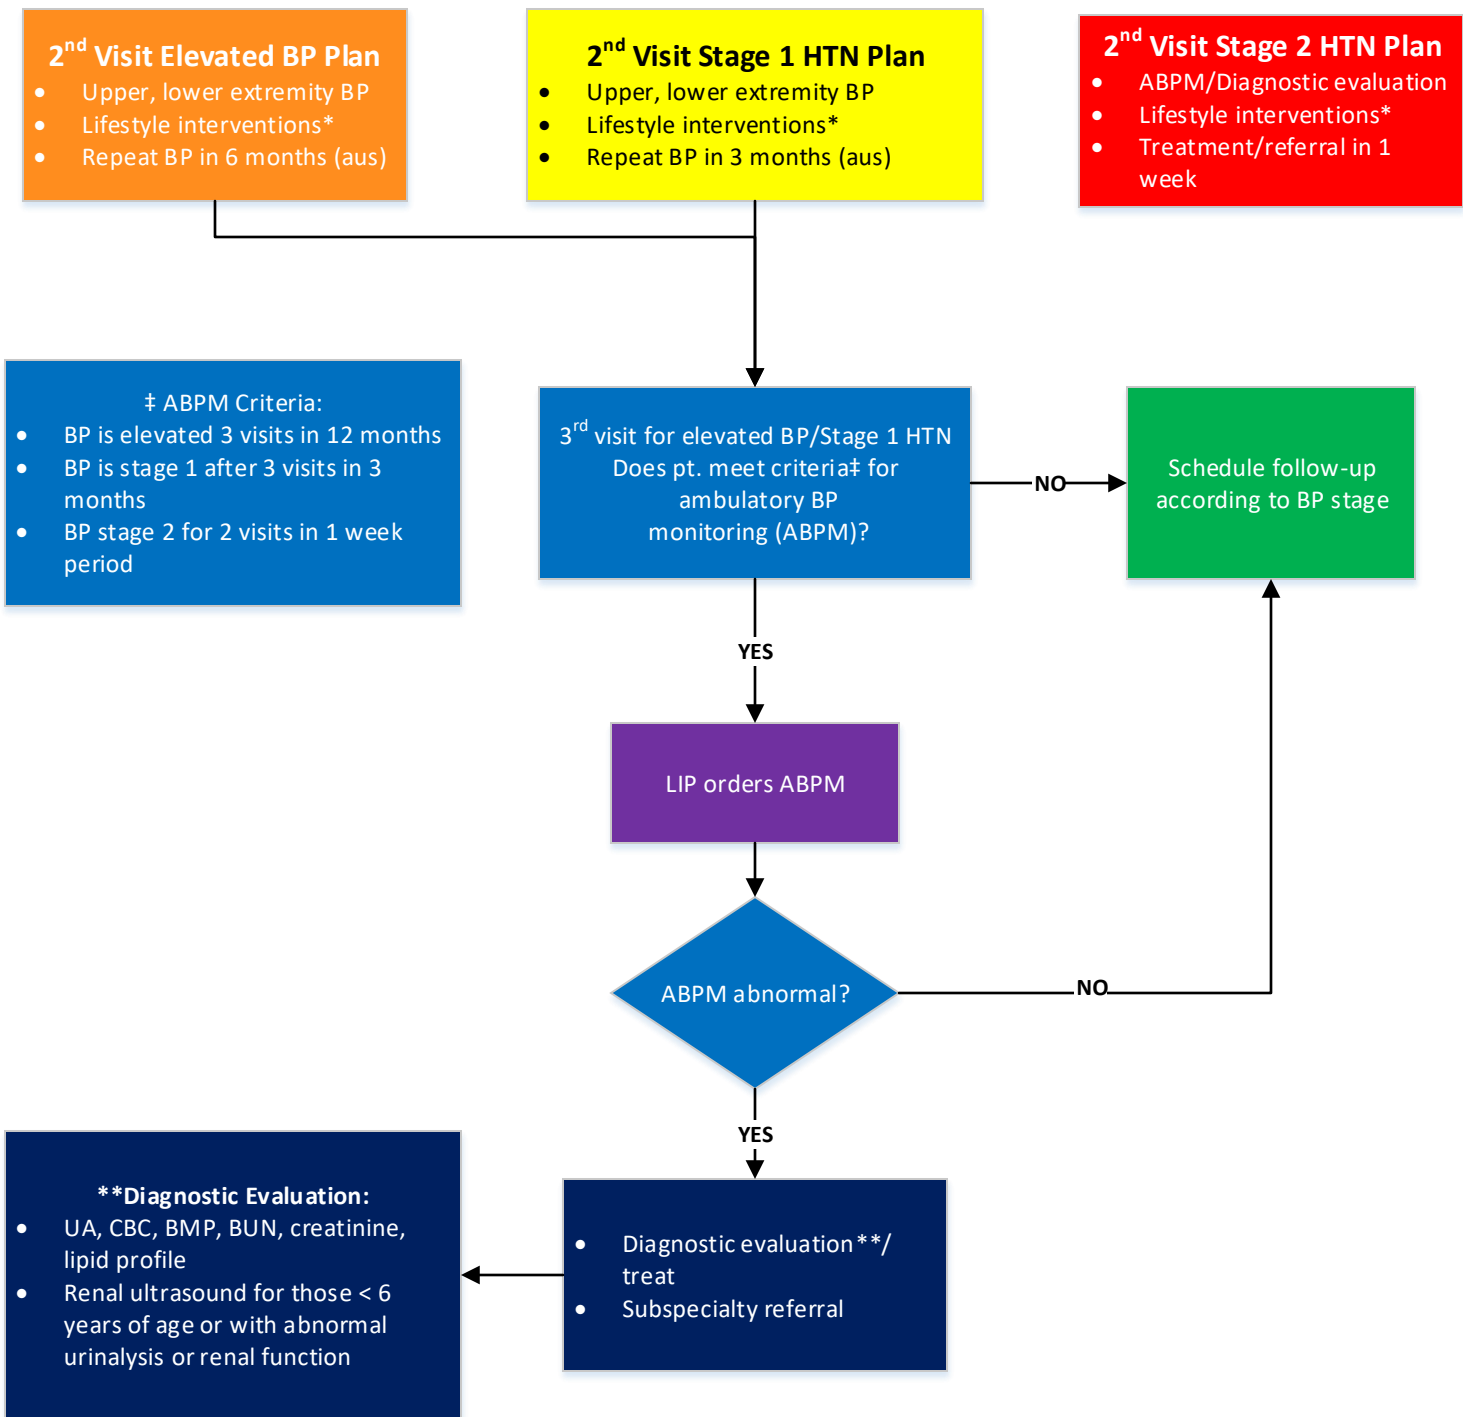 2nd Visit Elevated BP Plan
• Upper, lower extremity BP
• Lifestyle interventions*
• Repeat BP in 6 months (aus)
2nd Visit Stage 1 HTN Plan
• Upper, lower extremity BP
• Lifestyle interventions*
• Repeat BP in 3 months (aus)
2nd Visit Stage 2 HTN Plan
• ABPM/Diagnostic evaluation
• Lifestyle interventions*
• Treatment/referral in 1
week
‡ ABPM Criteria:
• BP is elevated 3 visits in 12 months
• BP is stage 1 after 3 visits in 3
months
• BP stage 2 for 2 visits in 1 week
period
3rd visit for elevated BP/Stage 1 HTN
Does pt. meet criteria‡ for
ambulatory BP
monitoring (ABPM)?
NO
Schedule follow-up
according to BP stage
YES
LIP orders ABPM
ABPM abnormal?
NO
YES
**Diagnostic Evaluation:
• UA, CBC, BMP, BUN, creatinine,
lipid profile
• Renal ultrasound for those < 6
years of age or with abnormal
urinalysis or renal function
• Diagnostic evaluation**/
treat
• Subspecialty referral